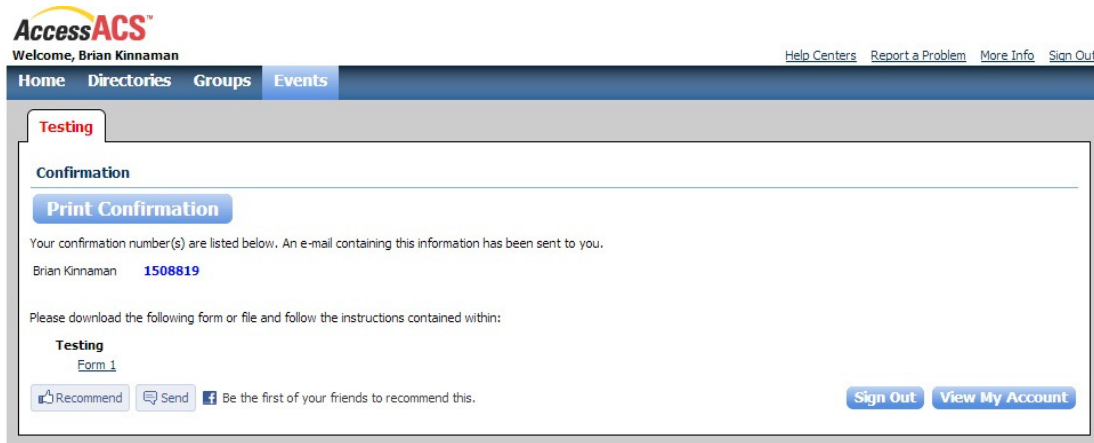 AccessACS™
Welcome, Brian Kinnaman
Help Centers Report a Problem More Info Sign Out
Home Directories Groups Events
Testing
Confirmation
Print Confirmation
Your confirmation number(s) are listed below. An e-mail containing this information has been sent to you.
Brian Kinnaman 1508819
Please download the following form or file and follow the instructions contained within:
Testing
Form 1
Recommend Send f Be the first of your friends to recommend this. Sign Out View My Account